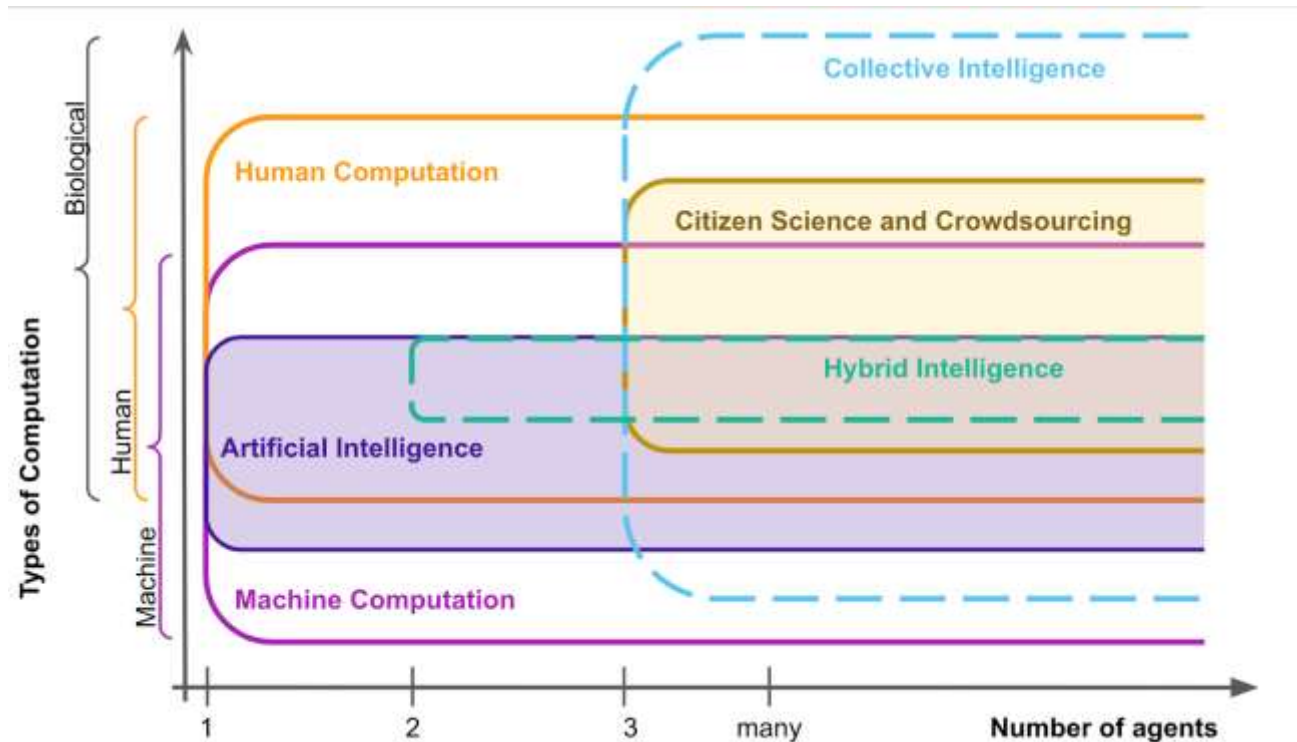 Collective Intelligence
Human Computation
Citizen Science and Crowdsourcing
Hybrid Intelligence
Artificial Intelligence
Machine Computation
Types of Computation
Biological
Human
Machine
1
2
3
many
Number of agents